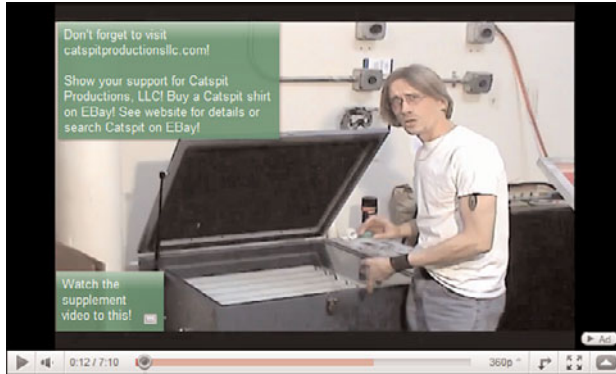 Don't forget to visit
catspitproductionsllc.com!
Show your support for Catspit
Productions, LLC! Buy a Catspit shirt
on EBay! See website for details or
search Catspit on EBay!
Watch the
supplement
video to this!
Ad
0:12 / 7:10
360p